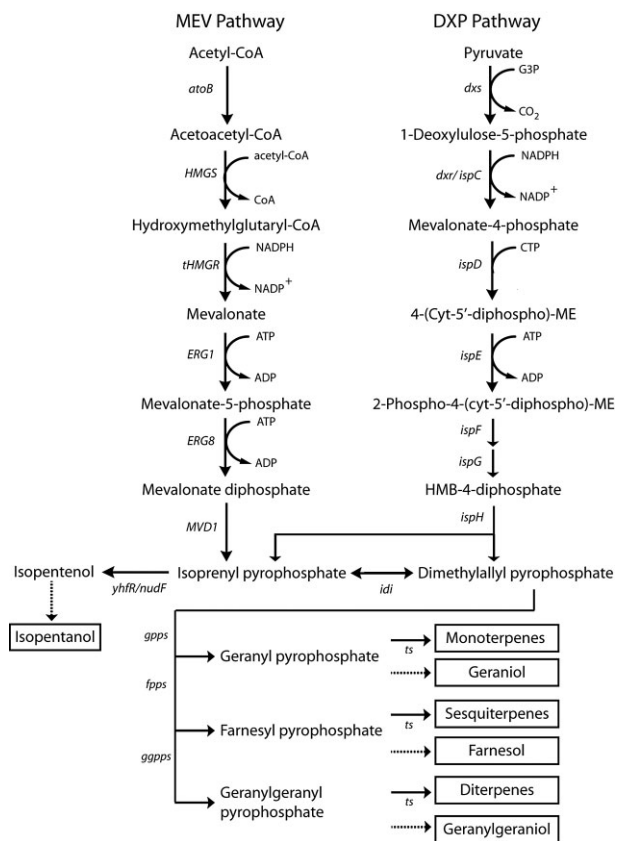 MEV Pathway
DXP Pathway
Acetyl-CoA
Pyruvate
atoB
dxs
G3P
CO2
Acetoacetyl-CoA
1-Deoxylulose-5-phosphate
HMGS
acetyl-CoA
CoA
dxr/ispC
NADPH
NADP+
Hydroxymethylglutaryl-CoA
Mevalonate-4-phosphate
tHMGR
NADPH
NADP+
ispD
CTP
Mevalonate
4-(Cyt-5'-diphospho)-ME
ERG1
ATP
ADP
ispE
ATP
ADP
Mevalonate-5-phosphate
2-Phospho-4-(cyt-5'-diphospho)-ME
ERG8
ATP
ADP
ispF
ispG
Mevalonate diphosphate
HMB-4-diphosphate
MVD1
ispH
Isopentenol
yhfR/nudF
Isoprenyl pyrophosphate
idi
Dimethylallyl pyrophosphate
Isopentanol
gpps
Geranyl pyrophosphate
ts
Monoterpenes
Geraniol
fpps
Farnesyl pyrophosphate
ts
Sesquiterpenes
Farnesol
ggpps
Geranylgeranyl
pyrophosphate
ts
Diterpenes
Geranylgeraniol